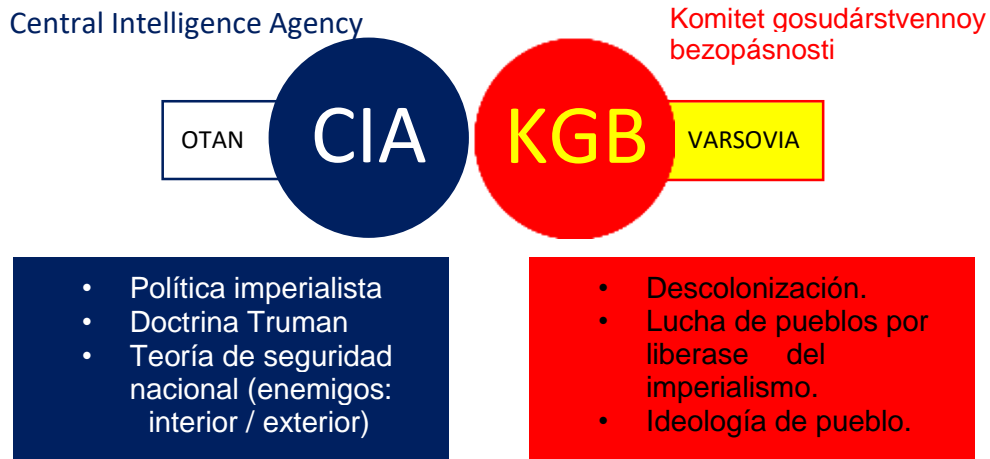 Central Intelligence Agency
Komitet gosudárstvennoy
bezopásnosti
OTAN
CIA
KGB
VARSOVIA
• Política imperialista
• Doctrina Truman
• Teoría de seguridad
nacional (enemigos:
interior / exterior)
• Descolonización.
• Lucha de pueblos por
liberase del
imperialismo.
• Ideología de pueblo.